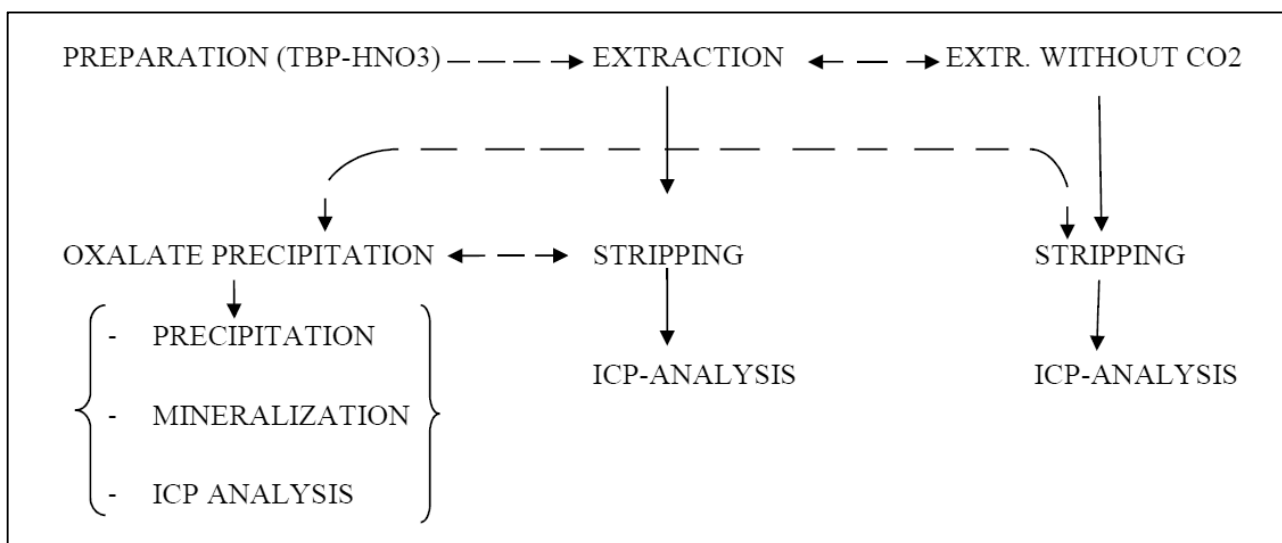 PREPARATION (TBP-HNO3) EXTRACTION EXTR. WITHOUT CO2
OXALATE PRECIPITATION STRIPPING STRIPPING
- PRECIPITATION
ICP-ANALYSIS ICP-ANALYSIS
- MINERALIZATION
- ICP ANALYSIS